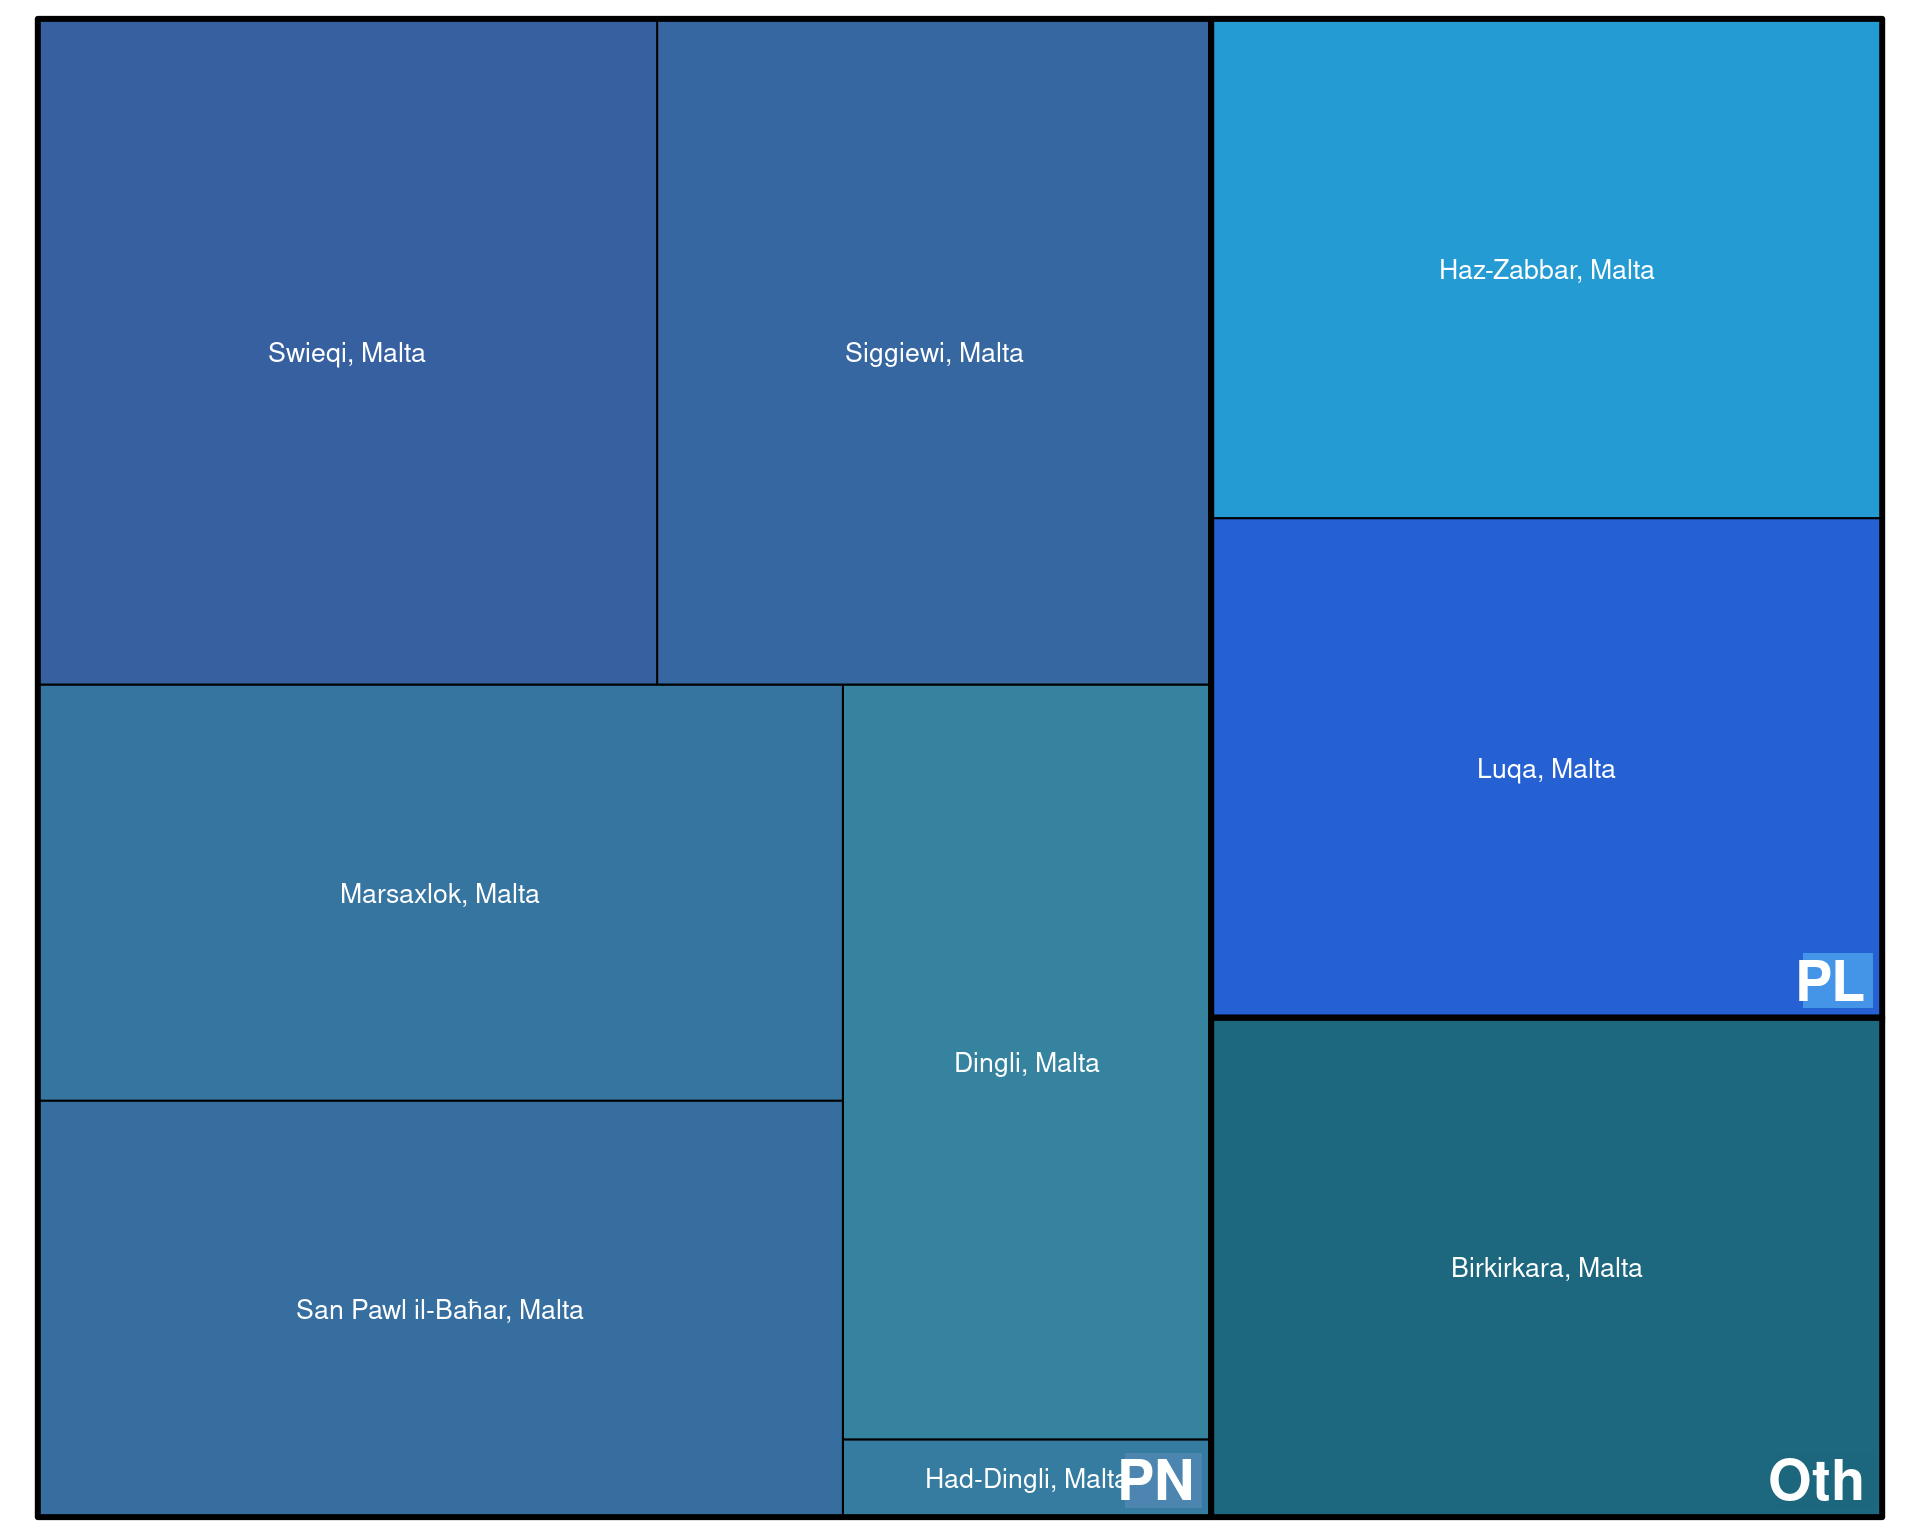 Swieqi, Malta
Siggiewi, Malta
Haz-Zabbar, Malta
Luqa, Malta
PL
Marsaxlok, Malta
Dingli, Malta
San Pawl il-Baħar, Malta
Had-Dingli, Malta
PN
Birkirkara, Malta
Oth